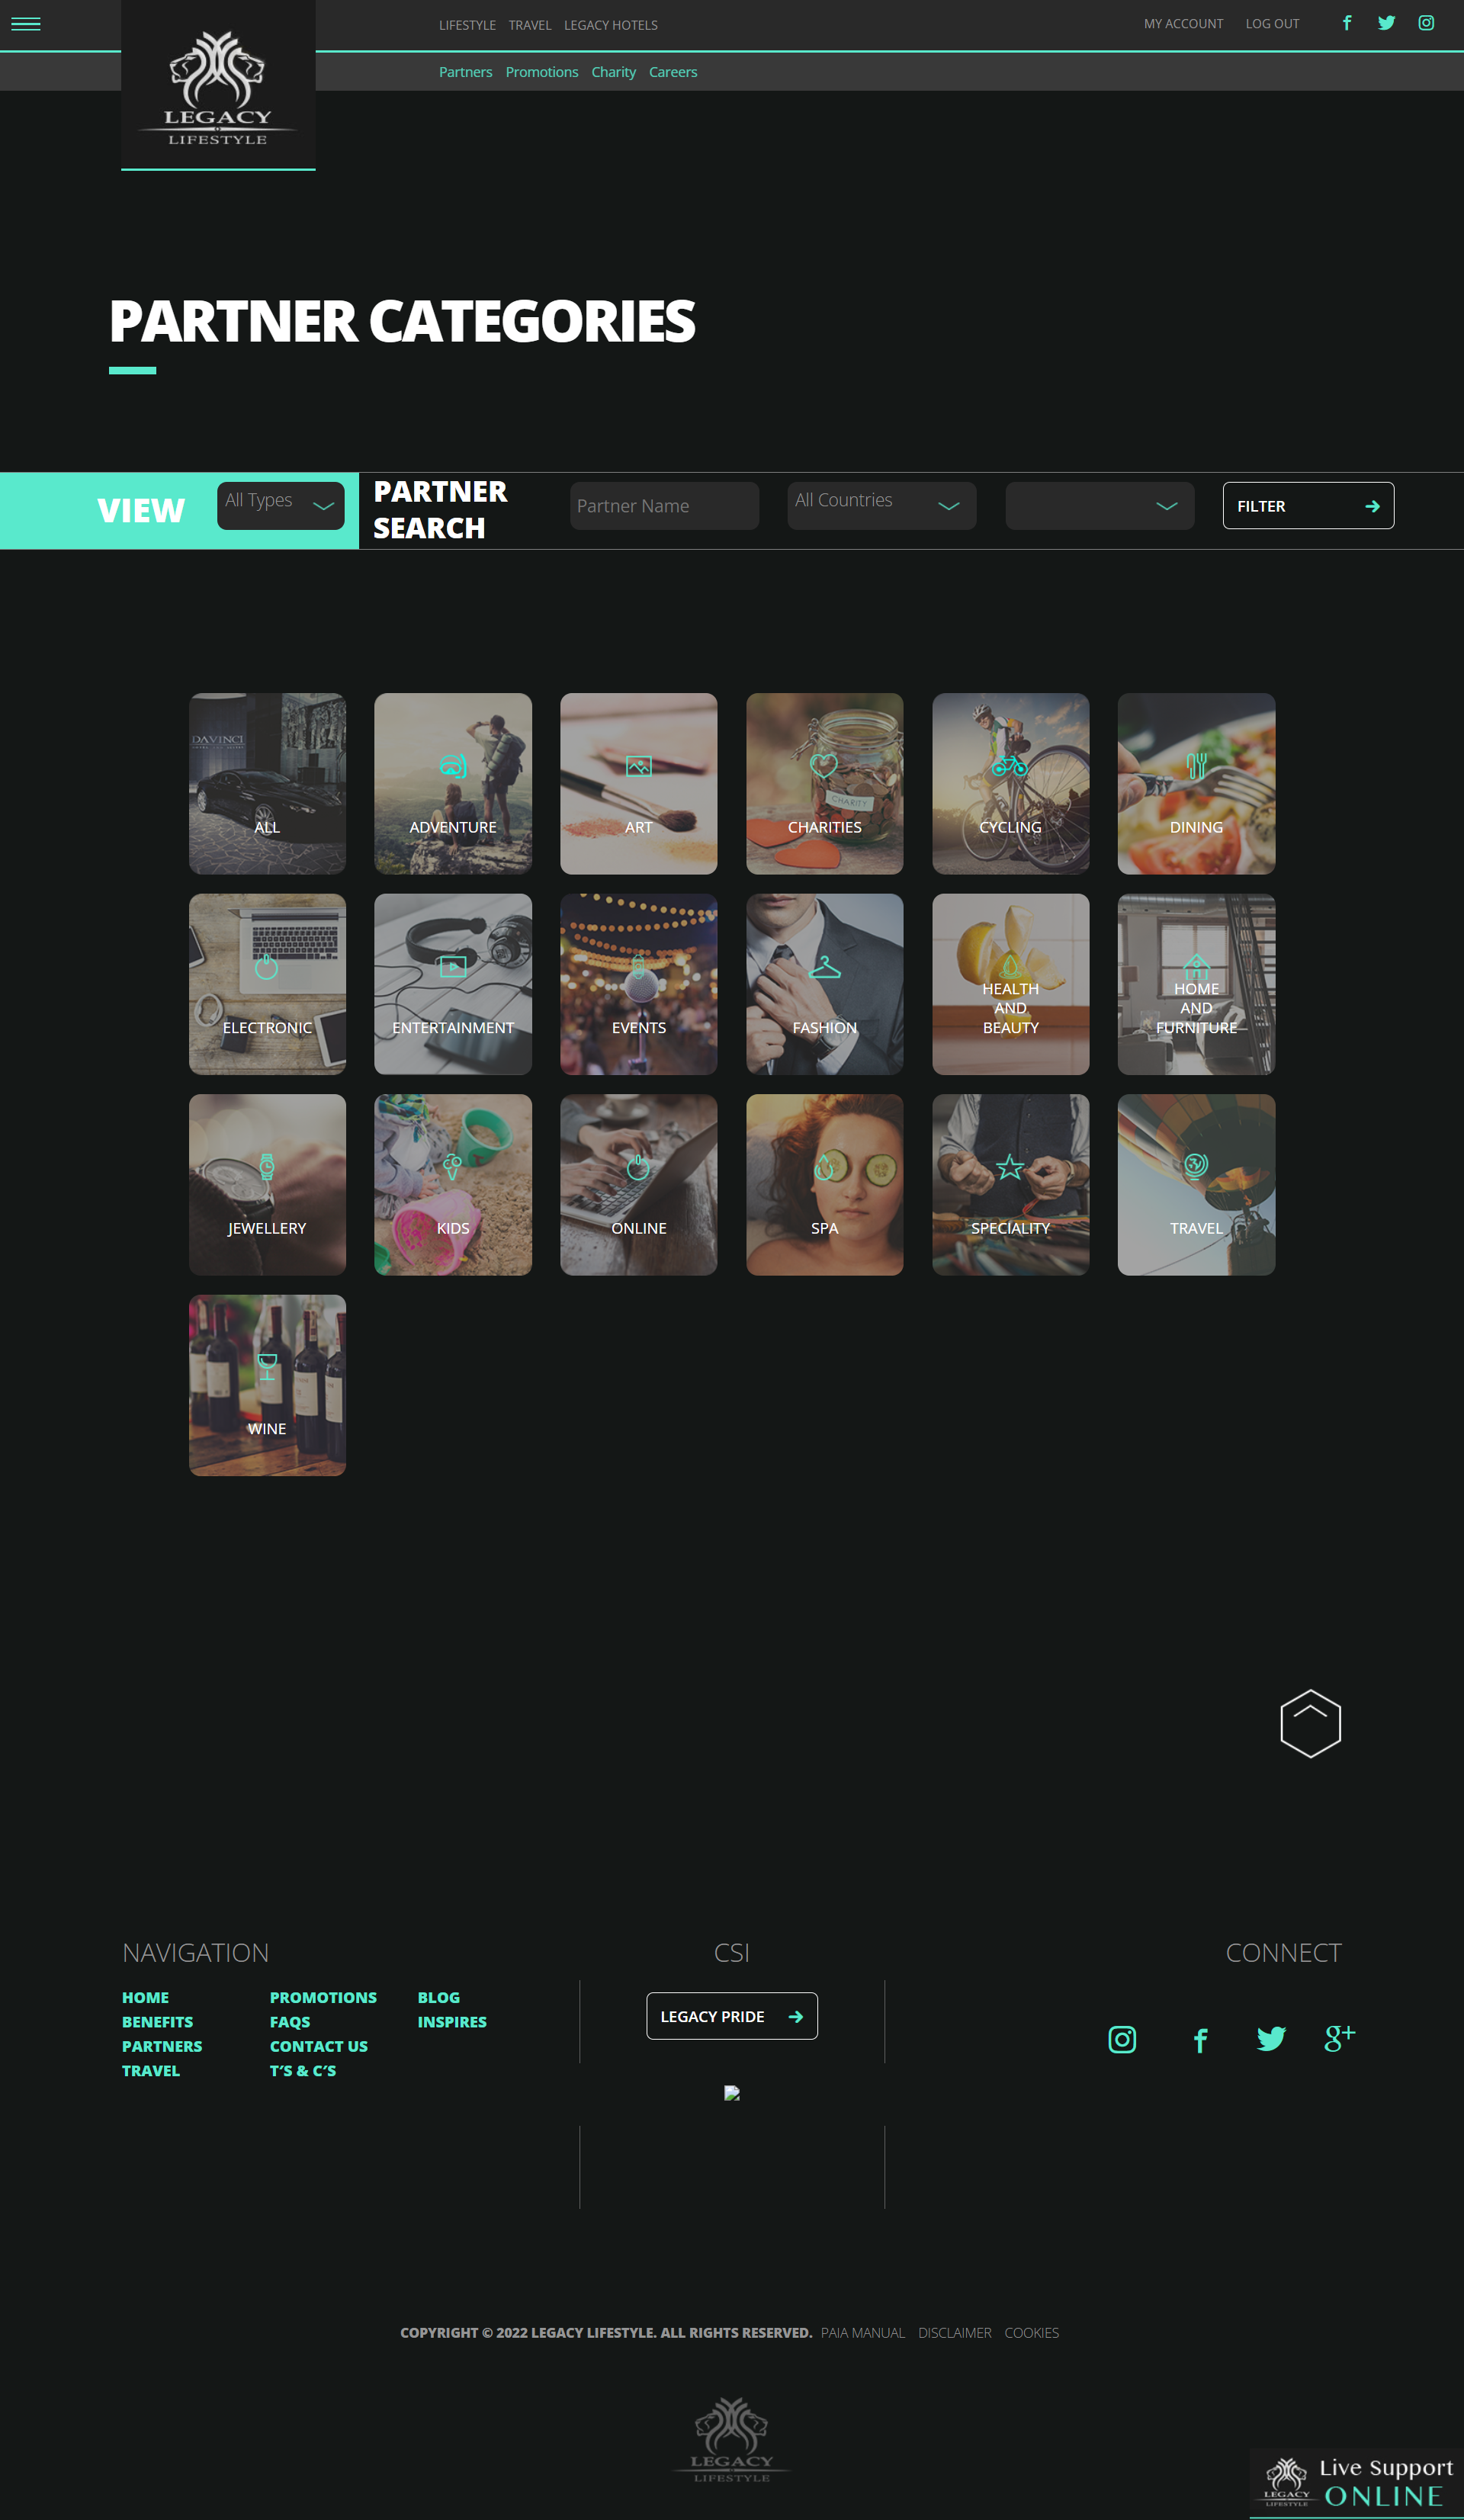 LIFESTYLE TRAVEL LEGACY HOTELS
MY ACCOUNT LOG OUT
LEGACY
LIFESTYLE
Partners Promotions Charity Careers
PARTNER CATEGORIES
VIEW
All Types
PARTNER
SEARCH
Partner Name
All Countries
FILTER
DAVINCI
ALL
ADVENTURE
ART
CHARITY
CHARITIES
CYCLING
DINING
ELECTRONIC
ENTERTAINMENT
EVENTS
FASHION
HEALTH
AND
BEAUTY
HOME
AND
FURNITURE
JEWELLERY
KIDS
ONLINE
SPA
SPECIALITY
TRAVEL
WINE
NAVIGATION
HOME
BENEFITS
PARTNERS
TRAVEL
PROMOTIONS
FAQS
CONTACT US
T'S & C'S
BLOG
INSPIRES
CSI
LEGACY PRIDE
CONNECT
g+
COPYRIGHT © 2022 LEGACY LIFESTYLE. ALL RIGHTS RESERVED. PAIA MANUAL DISCLAIMER COOKIES
LEGACY
LIFESTYLE
LEGACY
LIFESTYLE
Live Support
ONLINE